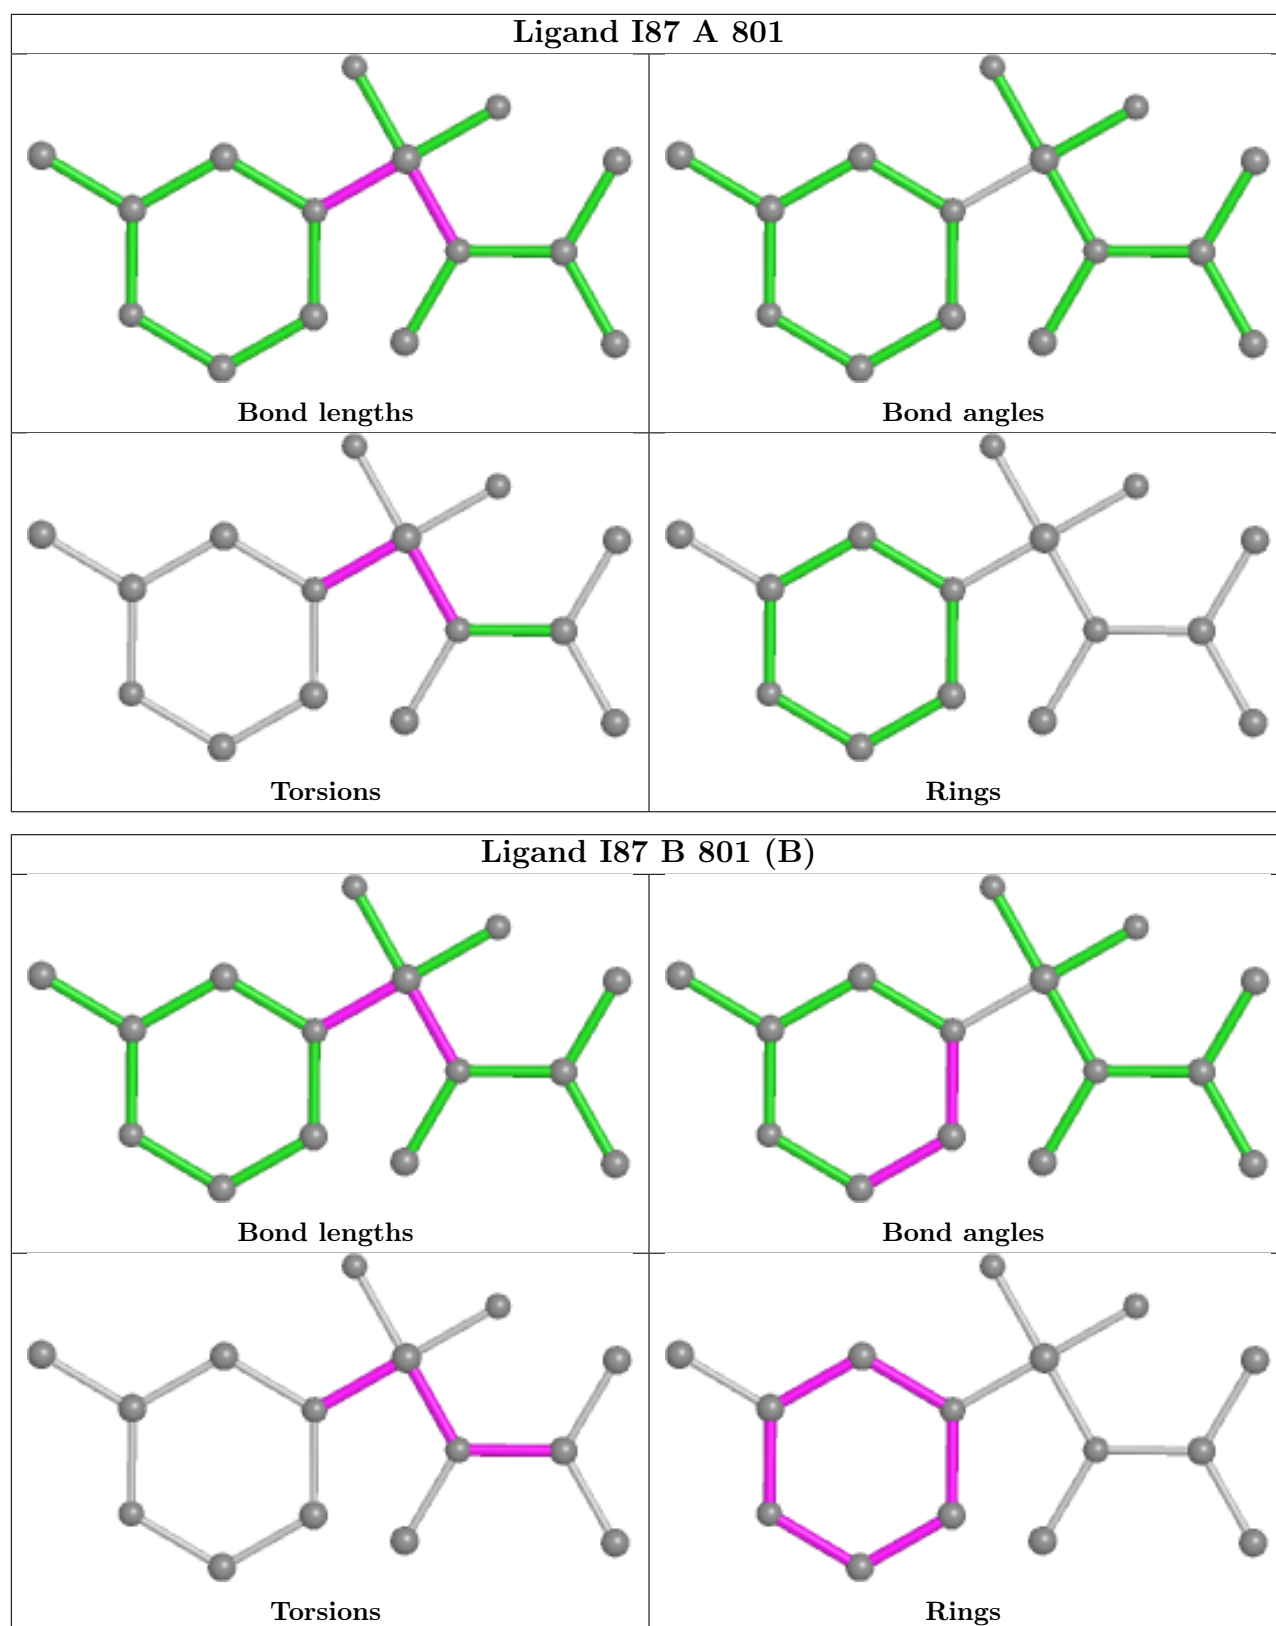 Ligand I87 A 801
Bond lengths
Bond angles
Torsions
Rings
Ligand I87 B 801 (B)
Bond lengths
Bond angles
Torsions
Rings